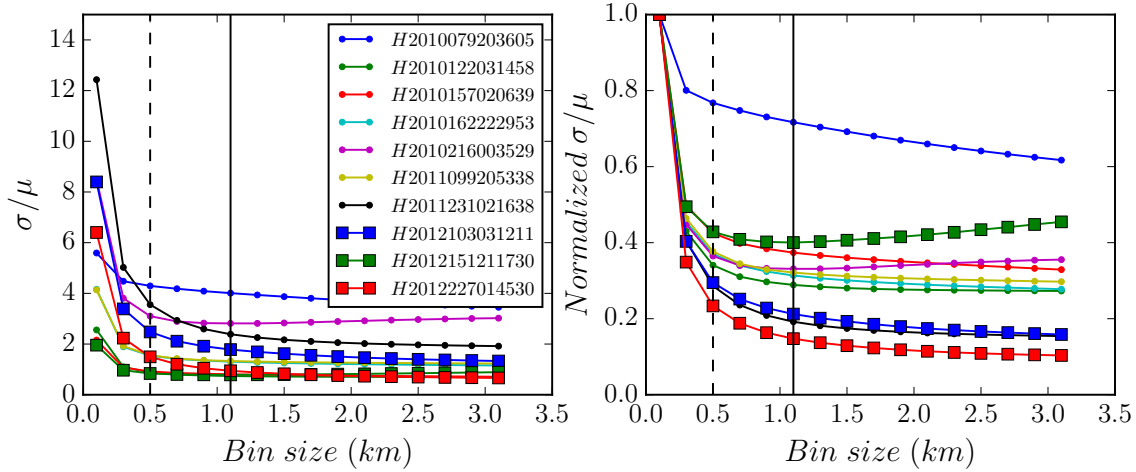 14
12
10
8
6
4
2
0
σ/μ
0.0 0.5 1.0 1.5 2.0 2.5 3.0 3.5
Bin size (km)
H2010079203605
H2010122031458
H2010157020639
H2010162222953
H2010216003529
H2011099205338
H2011231021638
H2012103031211
H2012151211730
H2012227014530
1.0
0.8
0.6
0.4
0.2
0.0
Normalized σ/μ
0.0 0.5 1.0 1.5 2.0 2.5 3.0 3.5
Bin size (km)